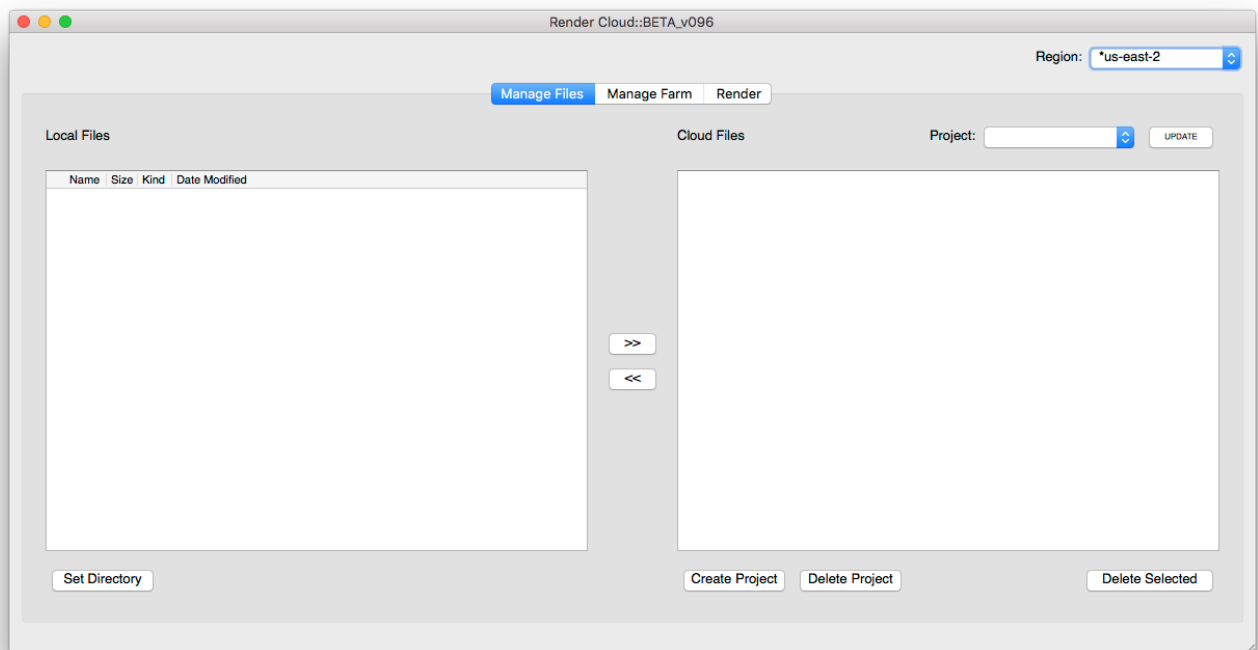 Render Cloud::BETA_v096
Region: *us-east-2
Manage Files Manage Farm Render
Local Files Cloud Files Project: UPDATE
Name Size Kind Date Modified
>>
<<
Set Directory Create Project Delete Project Delete Selected